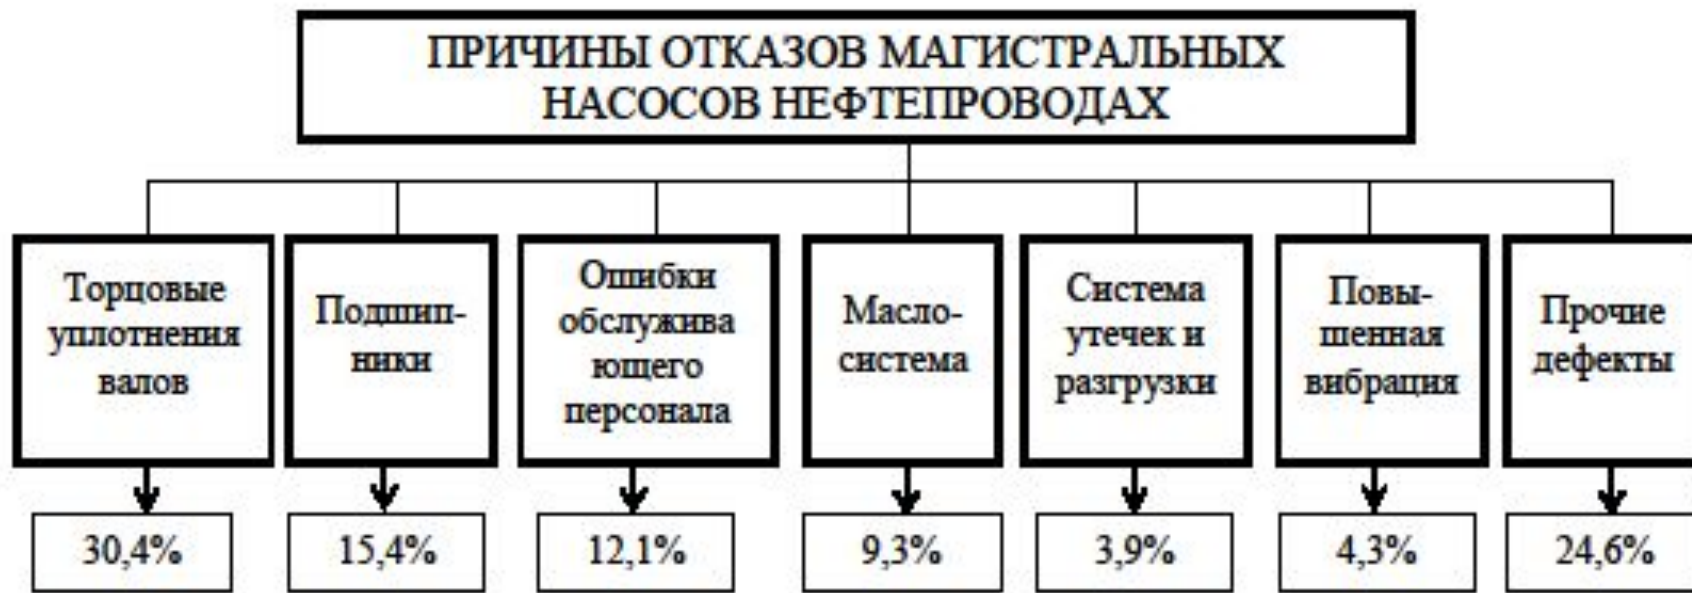 ПРИЧИНЫ ОТКАЗОВ МАГИСТРАЛЬНЫХ
НАСОСОВ НЕФТЕПРОВОДАХ
Торцовые
уплотнения
валов
Подшип-
ники
Ошибки
обслужива
ющего
персонала
Масло-
система
Система
утечек и
разгрузки
Повы-
шенная
вибрация
Прочие
дефекты
30,4%
15,4%
12,1%
9,3%
3,9%
4,3%
24,6%